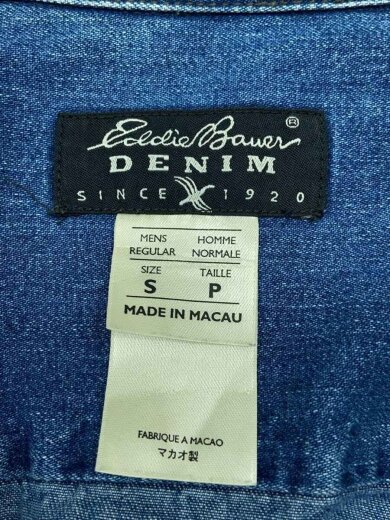 Eddie Bauer ®
DENIM
SINCE 1920
MENS HOMME
REGULAR NORMALE
SIZE TAILLE
S P
MADE IN MACAU
FABRIQUE A MACAO
マカオ製